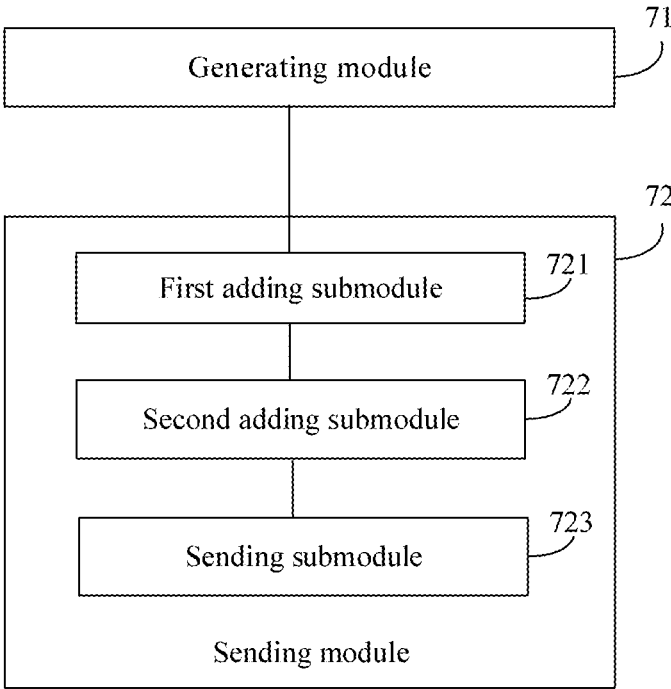 71
Generating module
72
721
First adding submodule
722
Second adding submodule
723
Sending submodule
Sending module